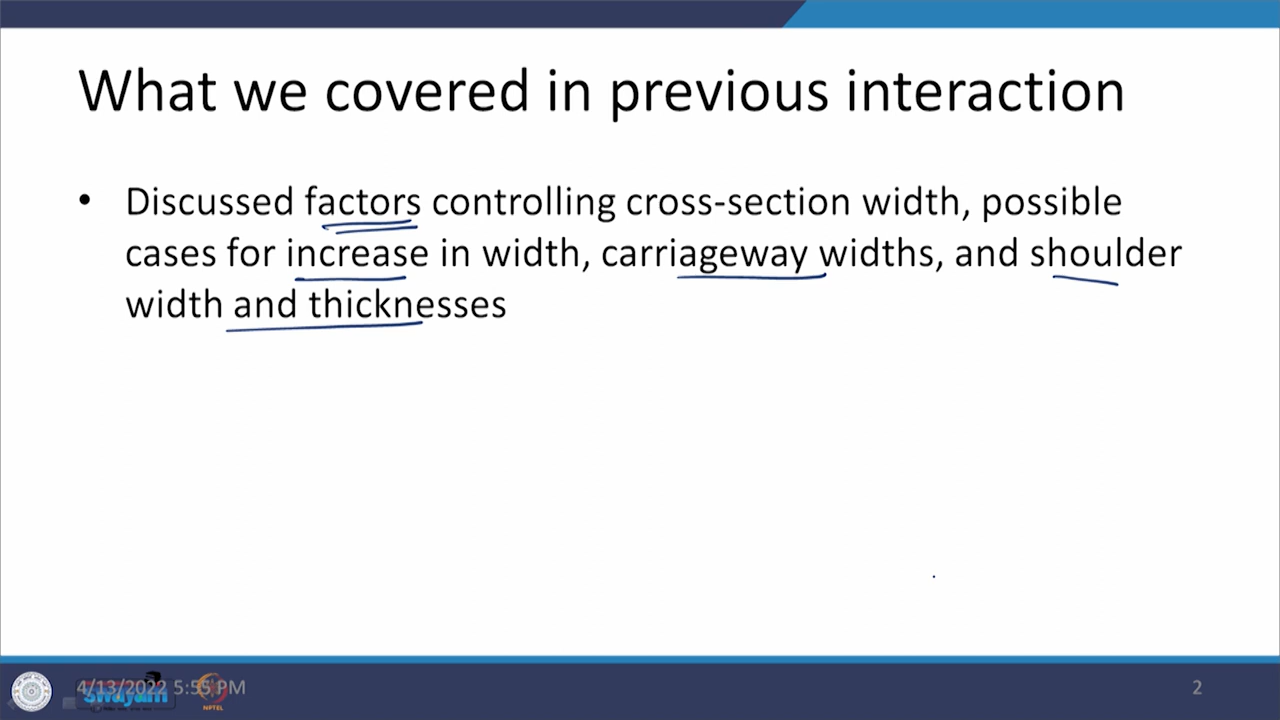 What we covered in previous interaction
• Discussed factors controlling cross-section width, possible
cases for increase in width, carriageway widths, and shoulder
width and thicknesses
4/13/2022 5:55 PM
swayam
NPTEL
2